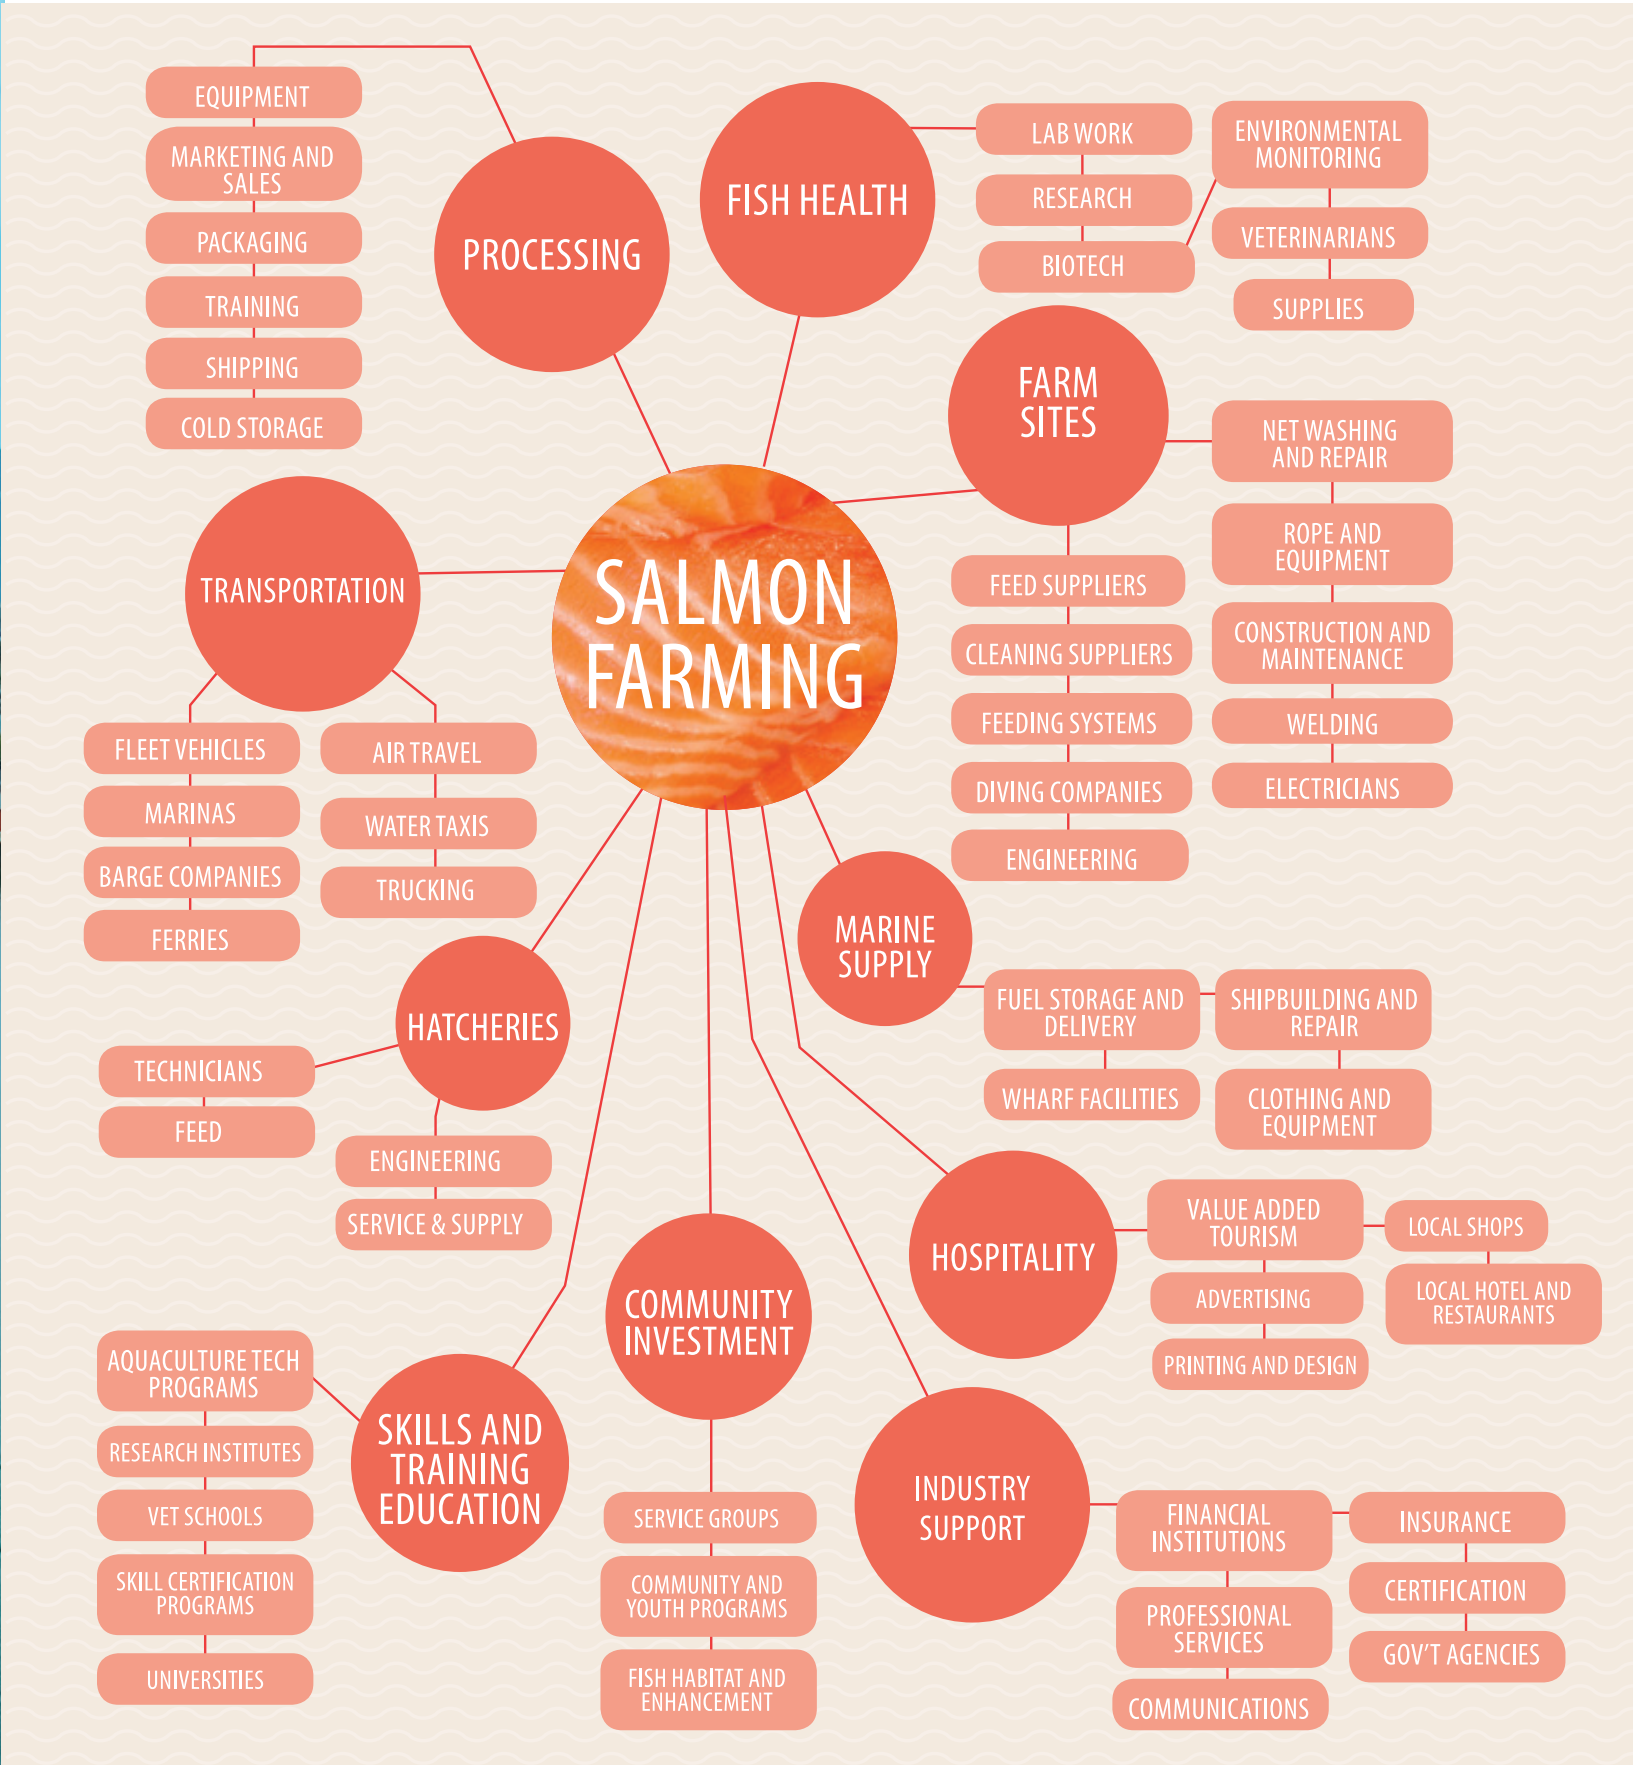 SALMON
FARMING
PROCESSING
EQUIPMENT
MARKETING AND
SALES
PACKAGING
TRAINING
SHIPPING
COLD STORAGE
FISH HEALTH
LAB WORK
RESEARCH
BIOTECH
ENVIRONMENTAL
MONITORING
VETERINARIANS
SUPPLIES
FARM
SITES
NET WASHING
AND REPAIR
ROPE AND
EQUIPMENT
CONSTRUCTION AND
MAINTENANCE
WELDING
ELECTRICIANS
FEED SUPPLIERS
CLEANING SUPPLIERS
FEEDING SYSTEMS
DIVING COMPANIES
ENGINEERING
TRANSPORTATION
FLEET VEHICLES
MARINAS
BARGE COMPANIES
FERRIES
AIR TRAVEL
WATER TAXIS
TRUCKING
MARINE
SUPPLY
FUEL STORAGE AND
DELIVERY
WHARF FACILITIES
SHIPBUILDING AND
REPAIR
CLOTHING AND
EQUIPMENT
HATCHERIES
TECHNICIANS
FEED
ENGINEERING
SERVICE & SUPPLY
HOSPITALITY
VALUE ADDED
TOURISM
ADVERTISING
PRINTING AND DESIGN
LOCAL SHOPS
LOCAL HOTEL AND
RESTAURANTS
COMMUNITY
INVESTMENT
SERVICE GROUPS
COMMUNITY AND
YOUTH PROGRAMS
FISH HABITAT AND
ENHANCEMENT
SKILLS AND
TRAINING
EDUCATION
AQUACULTURE TECH
PROGRAMS
RESEARCH INSTITUTES
VET SCHOOLS
SKILL CERTIFICATION
PROGRAMS
UNIVERSITIES
INDUSTRY
SUPPORT
FINANCIAL
INSTITUTIONS
PROFESSIONAL
SERVICES
COMMUNICATIONS
INSURANCE
CERTIFICATION
GOV'T AGENCIES